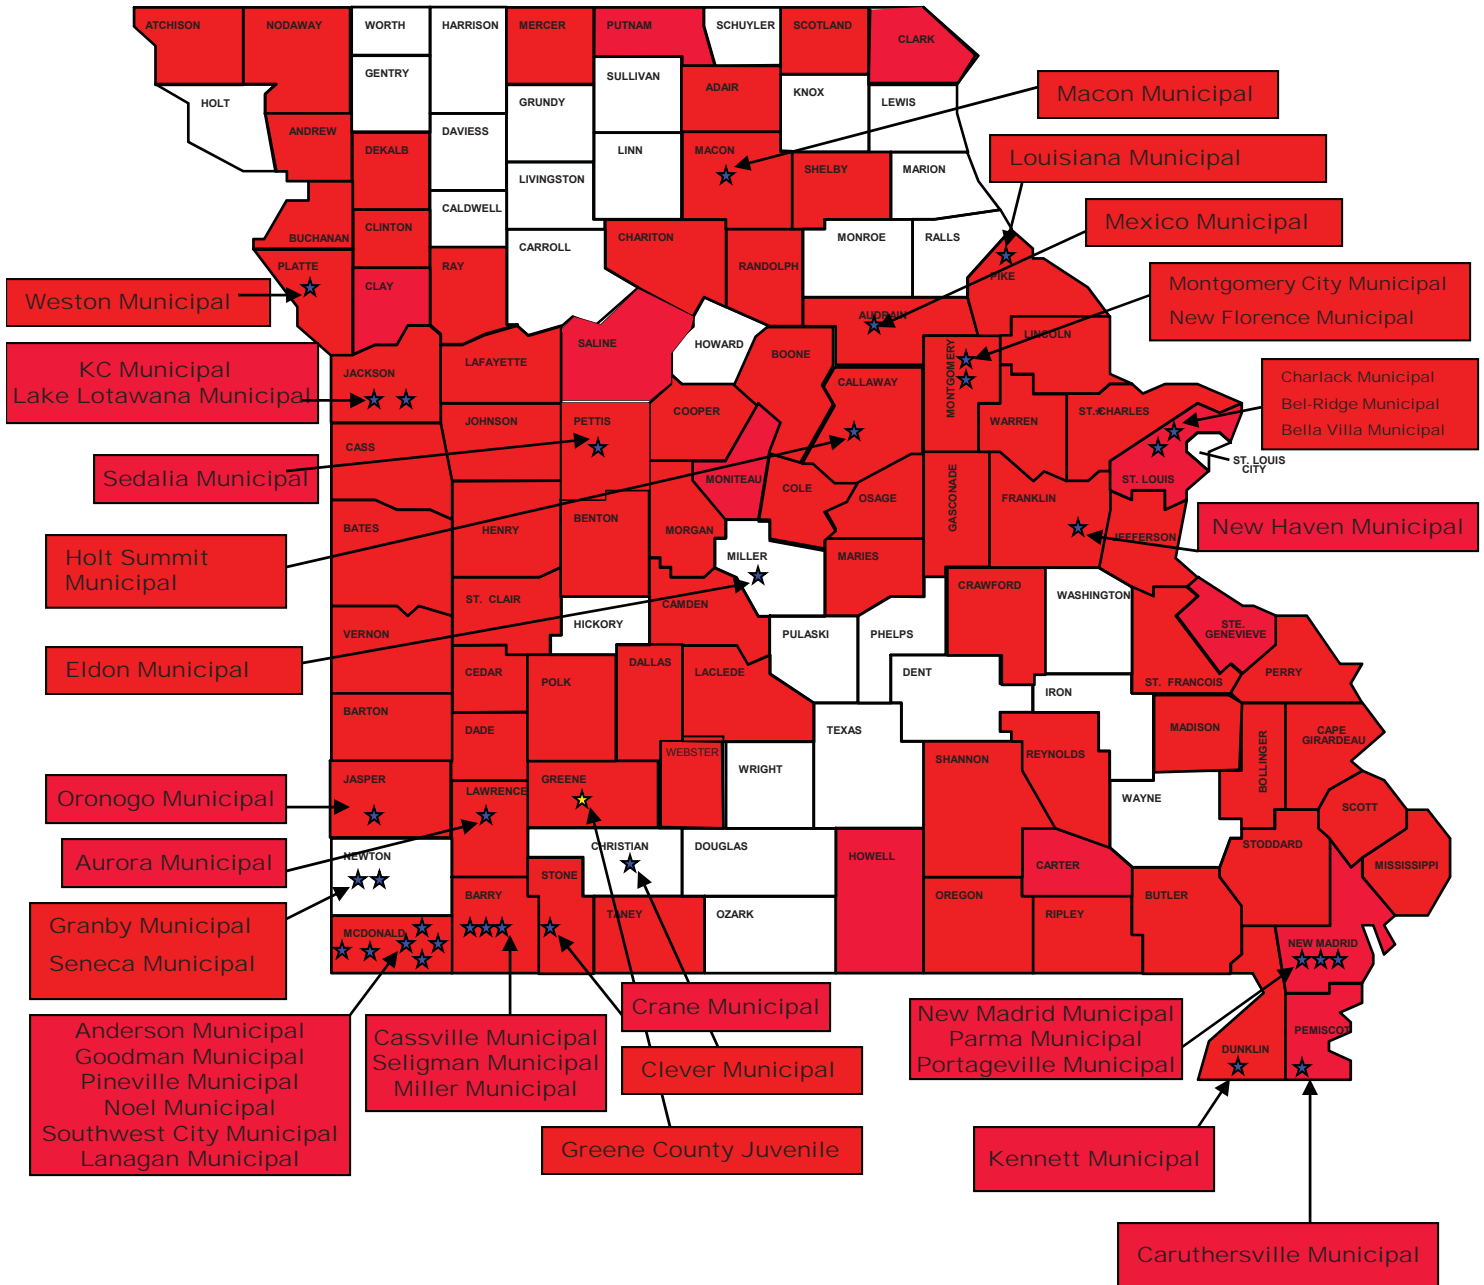 ATCHISON
NODAWAY
WORTH
HARRISON
MERCER
PUTNAM
SCHUYLER
SCOTLAND
CLARK
GENTRY
SULLIVAN
ADAIR
KNOX
LEWIS
HOLT
GRUNDY
Macon Municipal
ANDREW
DEKALB
DAVIESS
LINN
MACON
SHELBY
MARION
Louisiana Municipal
LIVINGSTON
CALDWELL
Mexico Municipal
BUCHANAN
CLINTON
CARROLL
CHARITON
RANDOLPH
MONROE
RALLS
PLATTE
CLAY
RAY
PIKE
Weston Municipal
Montgomery City Municipal
New Florence Municipal
AUDRAIN
LINCOLN
SALINE
HOWARD
BOONE
MONTGOMERY
KC Municipal
Lake Lotawana Municipal
JACKSON
LAFAYETTE
CALLAWAY
Charlack Municipal
Bel-Ridge Municipal
Bella Villa Municipal
JOHNSON
PETTIS
COOPER
WARREN
ST. CHARLES
CASS
ST. LOUIS
CITY
Sedalia Municipal
MONITEAU
COLE
OSAGE
GASCONADE
FRANKLIN
ST. LOUIS
BATES
HENRY
BENTON
MORGAN
New Haven Municipal
JEFFERSON
Holt Summit
Municipal
MILLER
MARIES
CRAWFORD
WASHINGTON
ST. CLAIR
CAMDEN
HICKORY
PULASKI
PHELPS
STE.
GENEVIEVE
VERNON
Eldon Municipal
CEDAR
POLK
DALLAS
LACLEDE
DENT
IRON
ST. FRANCOIS
PERRY
BARTON
DADE
TEXAS
MADISON
BOLLINGER
CAPE
GIRARDEAU
WEBSTER
WRIGHT
SHANNON
REYNOLDS
JASPER
GREENE
LAWRENCE
WAYNE
SCOTT
Oronogo Municipal
Aurora Municipal
NEWTON
CHRISTIAN
DOUGLAS
HOWELL
CARTER
STODDARD
MISSISSIPPI
STONE
BARRY
TANEY
OZARK
OREGON
RIPLEY
BUTLER
Granby Municipal
Seneca Municipal
MCDONALD
NEW MADRID
Crane Municipal
New Madrid Municipal
Parma Municipal
Portageville Municipal
Anderson Municipal
Goodman Municipal
Pineville Municipal
Noel Municipal
Southwest City Municipal
Lanagan Municipal
Cassville Municipal
Seligman Municipal
Miller Municipal
Clever Municipal
PEMISCOT
DUNKLIN
Greene County Juvenile
Kennett Municipal
Caruthersville Municipal